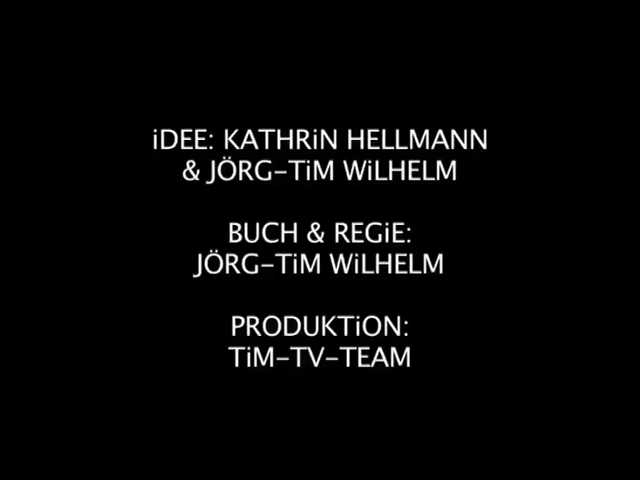 iDEE: KATHRiN HELLMANN
& JÖRG-TiM WiLHELM
BUCH & REGiE:
JÖRG-TiM WiLHELM
PRODUKTiON:
TiM-TV-TEAM